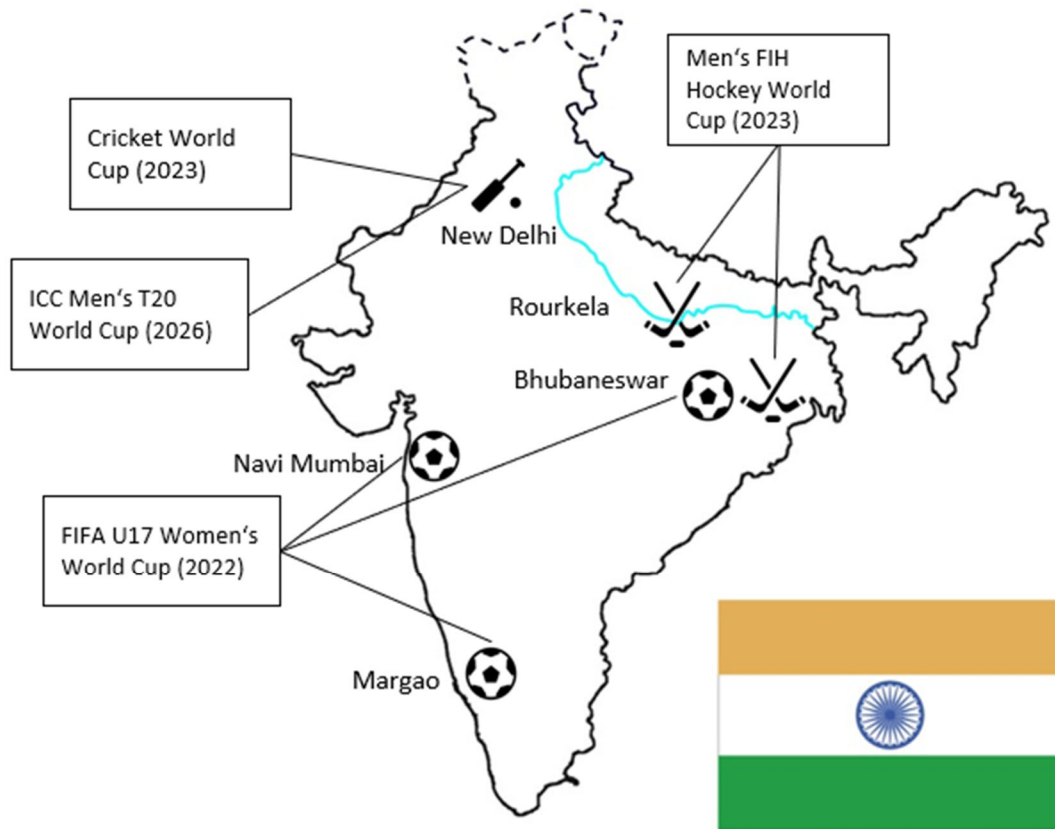 Men‘s FIH
Hockey World
Cup (2023)
Cricket World
Cup (2023)
New Delhi
ICC Men‘s T20
World Cup (2026)
Rourkela
Bhubaneswar
Navi Mumbai
FIFA U17 Women‘s
World Cup (2022)
Margao